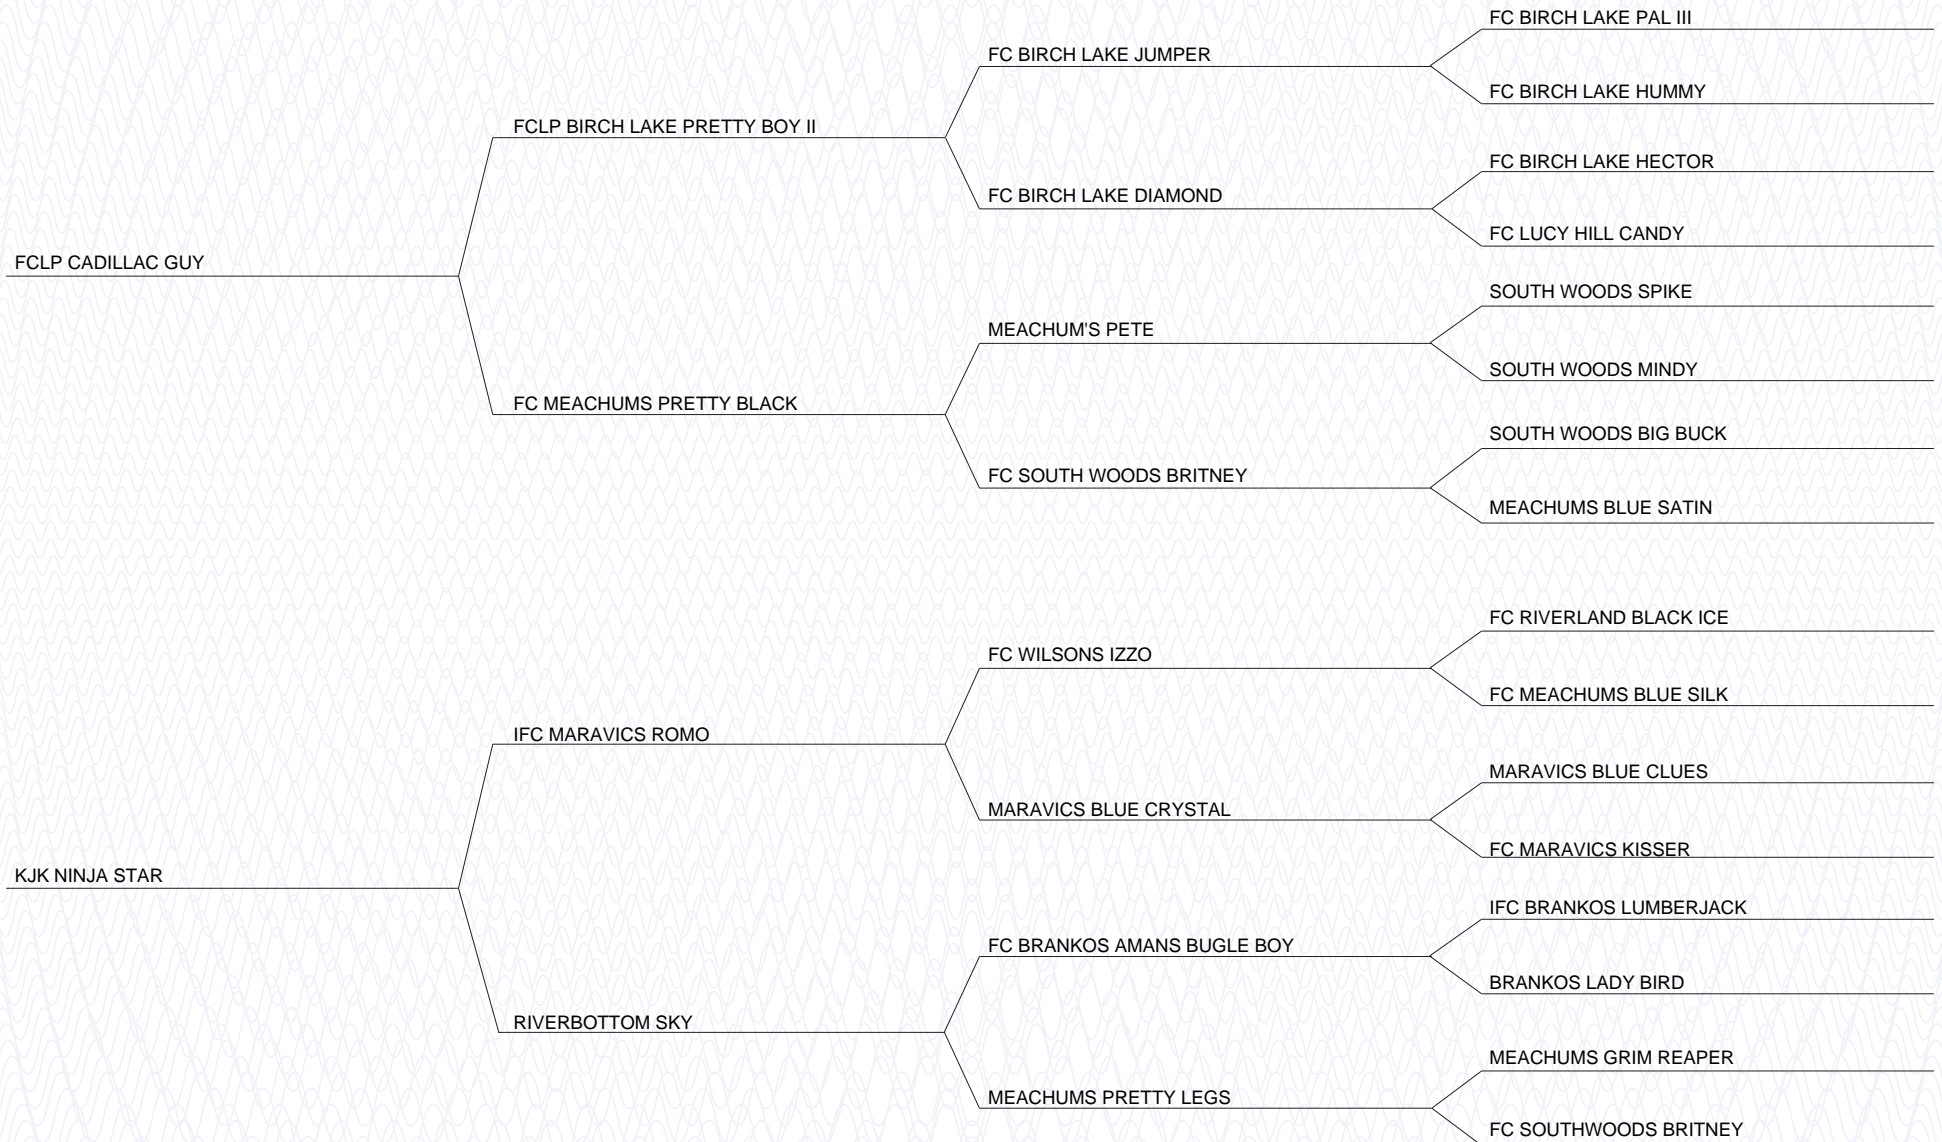 FC BIRCH LAKE PAL III
FC BIRCH LAKE JUMPER
FC BIRCH LAKE HUMMY
FCLP BIRCH LAKE PRETTY BOY II
FC BIRCH LAKE HECTOR
FC BIRCH LAKE DIAMOND
FC LUCY HILL CANDY
FCLP CADILLAC GUY
SOUTH WOODS SPIKE
MEACHUM'S PETE
SOUTH WOODS MINDY
FC MEACHUMS PRETTY BLACK
SOUTH WOODS BIG BUCK
FC SOUTH WOODS BRITNEY
MEACHUMS BLUE SATIN
FC RIVERLAND BLACK ICE
FC WILSONS IZZO
FC MEACHUMS BLUE SILK
IFC MARAVICS ROMO
MARAVICS BLUE CLUES
MARAVICS BLUE CRYSTAL
FC MARAVICS KISSER
KJK NINJA STAR
IFC BRANKOS LUMBERJACK
FC BRANKOS AMANS BUGLE BOY
BRANKOS LADY BIRD
RIVERBOTTOM SKY
MEACHUMS GRIM REAPER
MEACHUMS PRETTY LEGS
FC SOUTHWOODS BRITNEY